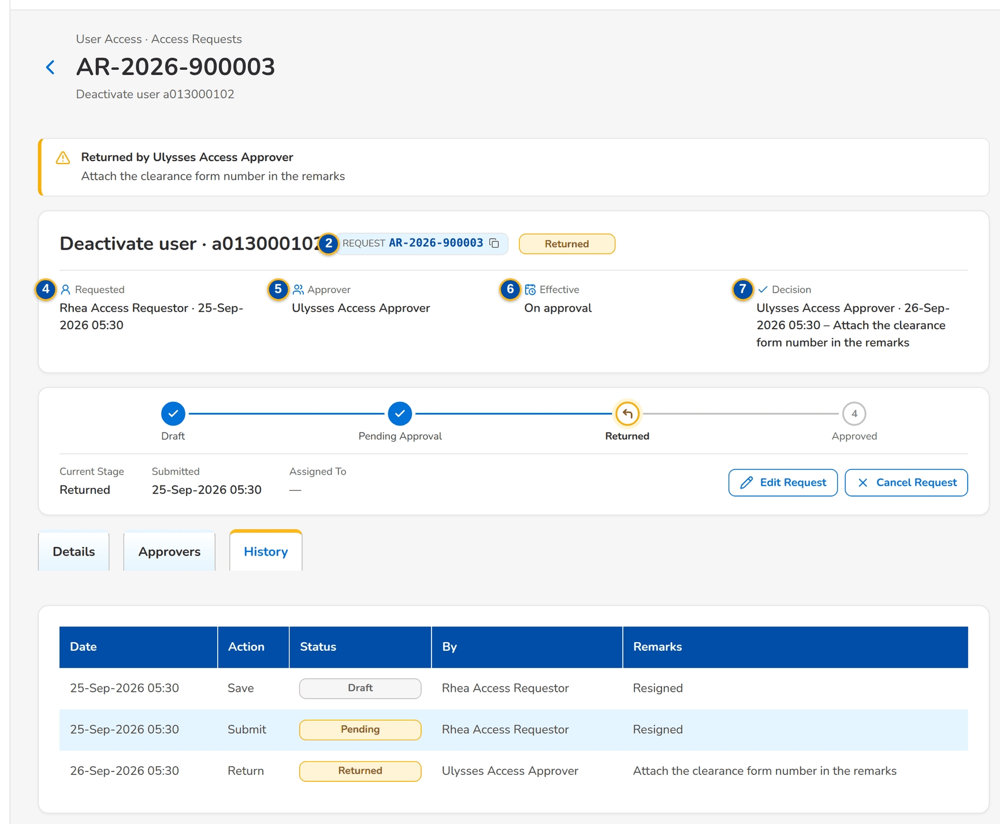 User Access · Access Requests
AR-2026-900003
Deactivate user a013000102
Returned by Ulysses Access Approver
Attach the clearance form number in the remarks
Deactivate user · a013000102
2
REQUEST AR-2026-900003
Returned
4 Requested
Rhea Access Requestor · 25-Sep-
2026 05:30
5 Approver
Ulysses Access Approver
6 Effective
On approval
7 Decision
Ulysses Access Approver · 26-Sep-
2026 05:30 – Attach the clearance
form number in the remarks
Draft
Pending Approval
Returned
4
Approved
Current Stage
Returned
Submitted
25-Sep-2026 05:30
Assigned To
—
Edit Request
Cancel Request
Details
Approvers
History
Date Action Status By Remarks
25-Sep-2026 05:30 Save Draft Rhea Access Requestor Resigned
25-Sep-2026 05:30 Submit Pending Rhea Access Requestor Resigned
26-Sep-2026 05:30 Return Returned Ulysses Access Approver Attach the clearance form number in the remarks